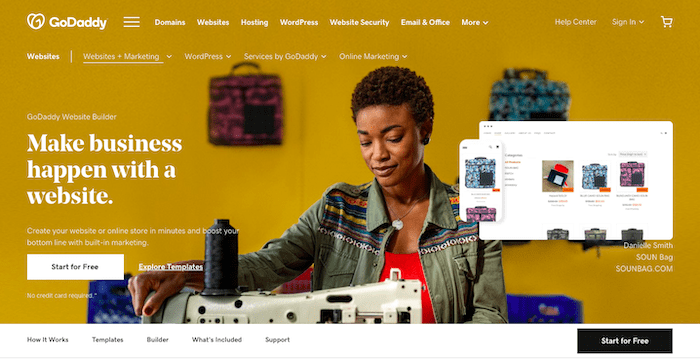 GoDaddy
Domains Websites Hosting WordPress Website Security Email & Office More
Help Center Sign In
Websites Websites + Marketing WordPress Services by GoDaddy Online Marketing
GoDaddy Website Builder
Make business
happen with a
website.
Create your website or online store in minutes and boost your
bottom line with built-in marketing.
Start for Free Explore Templates
No credit card required.*
Danielle Smith
SOUN Bag
SOUNBAG.COM
How It Works Templates Builder What's Included Support
Start for Free